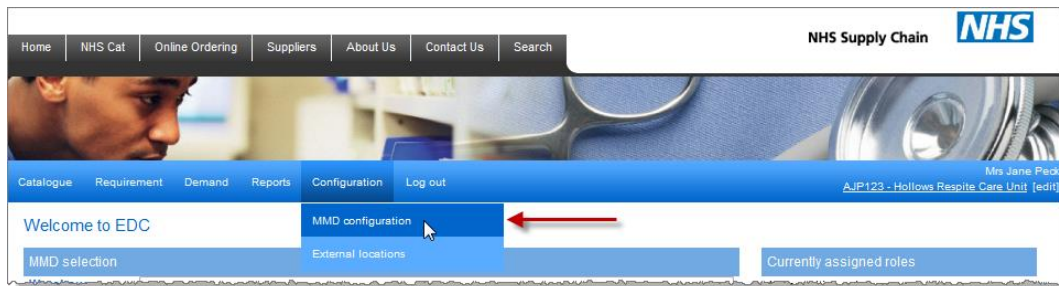 Home NHS Cat Online Ordering Suppliers About Us Contact Us Search
NHS Supply Chain NHS
Catalogue Requirement Demand Reports Configuration Log out
Mrs Jane Peck
AJP123 - Hollows Respite Care Unit [edit]
MMD configuration
Welcome to EDC
External locations
MMD selection
Currently assigned roles